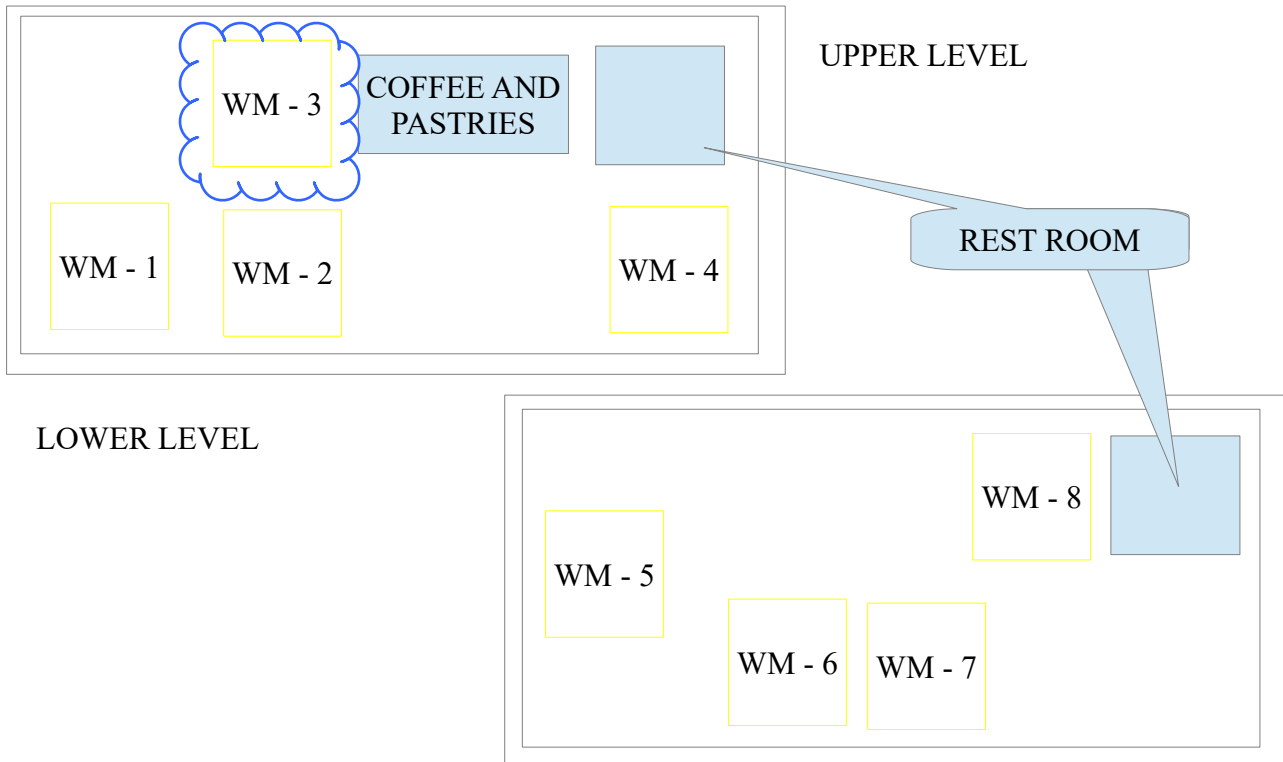 UPPER LEVEL
WM - 3
COFFEE AND
PASTRIES
WM - 1
WM - 2
WM - 4
REST ROOM
LOWER LEVEL
WM - 8
WM - 5
WM - 6
WM - 7